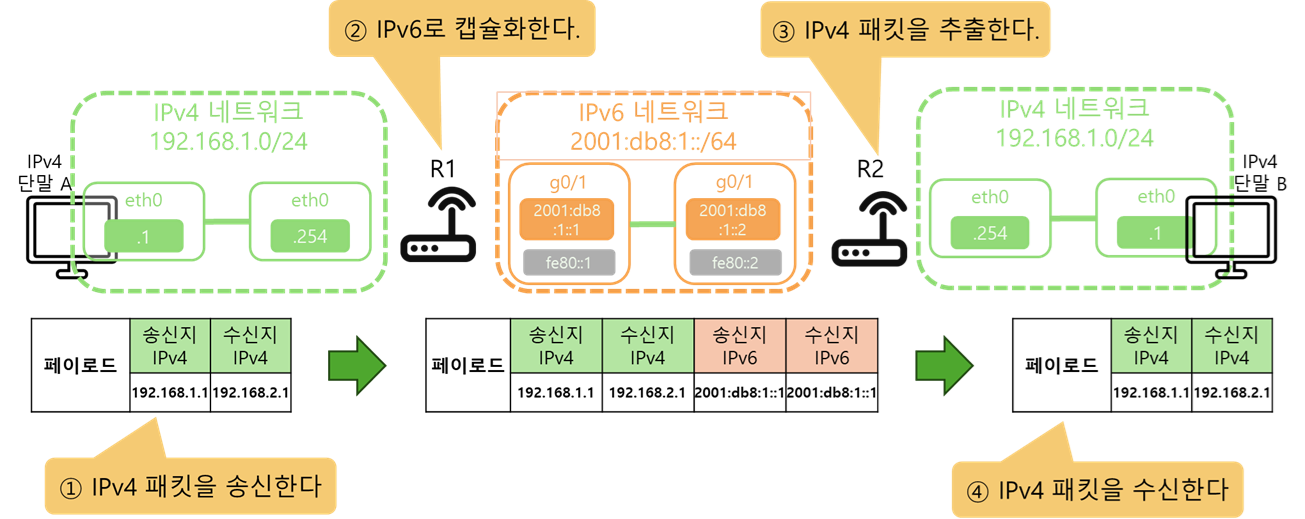 ② IPv6로 캡슐화한다.
③ IPv4 패킷을 추출한다.
IPv4 네트워크
192.168.1.0/24
IPv6 네트워크
2001:db8:1::/64
IPv4 네트워크
192.168.1.0/24
IPv4
단말 A
eth0
.1
eth0
.254
R1
g0/1
2001:db8
:1::1
fe80::1
g0/1
2001:db8
:1::2
fe80::2
R2
eth0
.254
eth0
.1
IPv4
단말 B
페이로드
송신지
IPv4
수신지
IPv4
192.168.1.1
192.168.2.1
페이로드
송신지
IPv4
수신지
IPv4
송신지
IPv6
수신지
IPv6
192.168.1.1
192.168.2.1
2001:db8:1::1
2001:db8:1::1
페이로드
송신지
IPv4
수신지
IPv4
192.168.1.1
192.168.2.1
① IPv4 패킷을 송신한다
④ IPv4 패킷을 수신한다